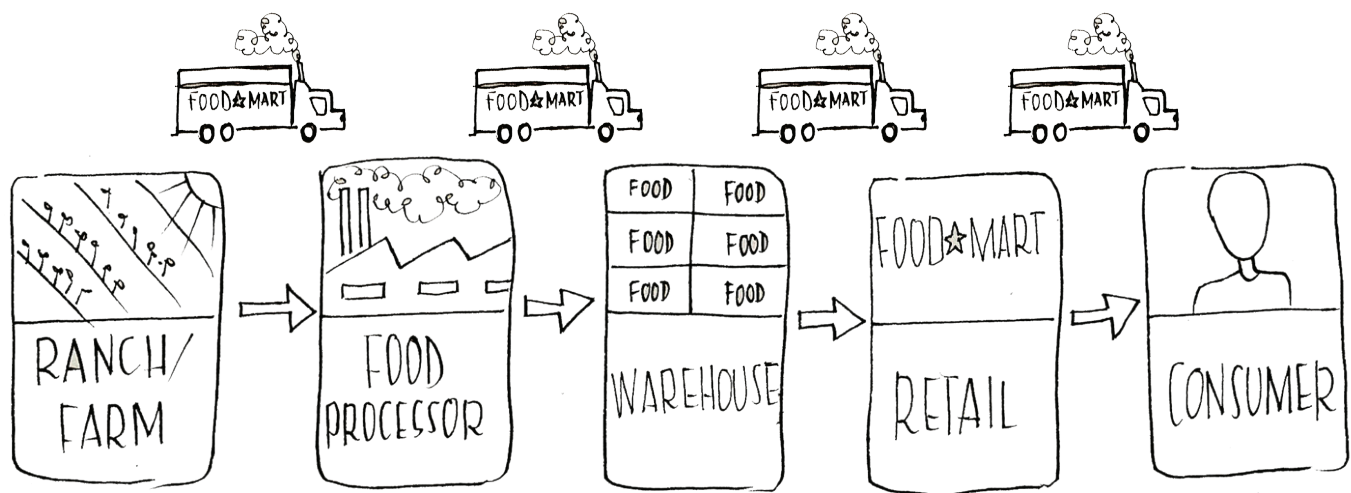 FOOD☆MART
FOOD☆MART
FOOD☆MART
FOOD☆MART
RANCH/
FARM
FOOD
PROCESSOR
FOOD FOOD
FOOD FOOD
FOOD FOOD
WAREHOUSE
FOOD☆MART
RETAIL
CONSUMER